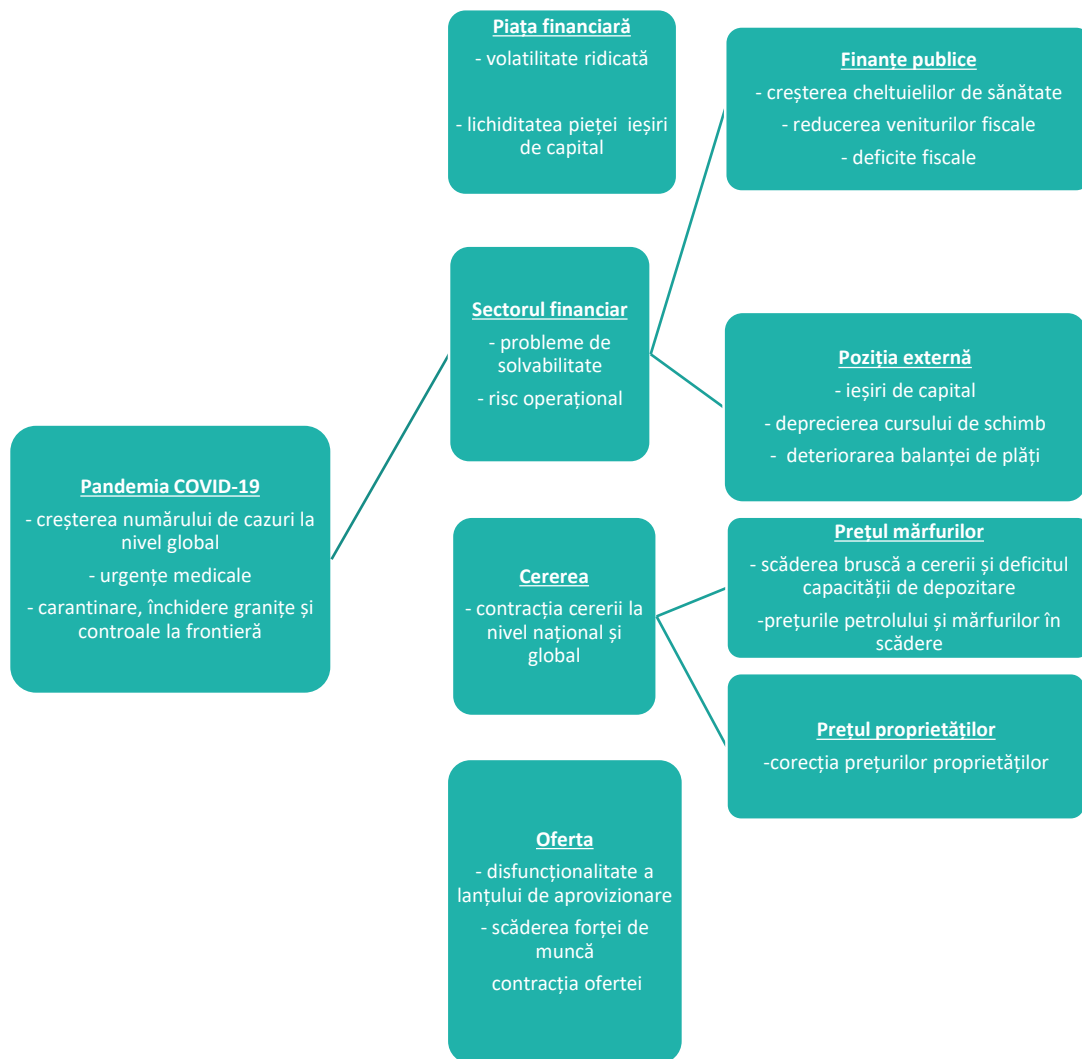 Piața financiară
- volatilitate ridicată
- lichiditatea pieței ieșiri
de capital
Finanțe publice
- creșterea cheltuielilor de sănătate
- reducerea veniturilor fiscale
- deficite fiscale
Sectorul financiar
- probleme de
solvabilitate
- risc operațional
Poziția externă
- ieșiri de capital
- deprecierea cursului de schimb
- deteriorarea balanței de plăți
Pandemia COVID-19
- creșterea numărului de cazuri la
nivel global
- urgențe medicale
- carantinare, închidere granițe și
controale la frontieră
Cererea
- contracția cererii la
nivel național și
global
Prețul mărfurilor
- scăderea bruscă a cererii și deficitul
capacității de depozitare
-prețurile petrolului și mărfurilor în
scădere
Prețul proprietăților
-corecția prețurilor proprietăților
Oferta
- disfuncționalitate a
lanțului de aprovizionare
- scăderea forței de
muncă
contracția ofertei